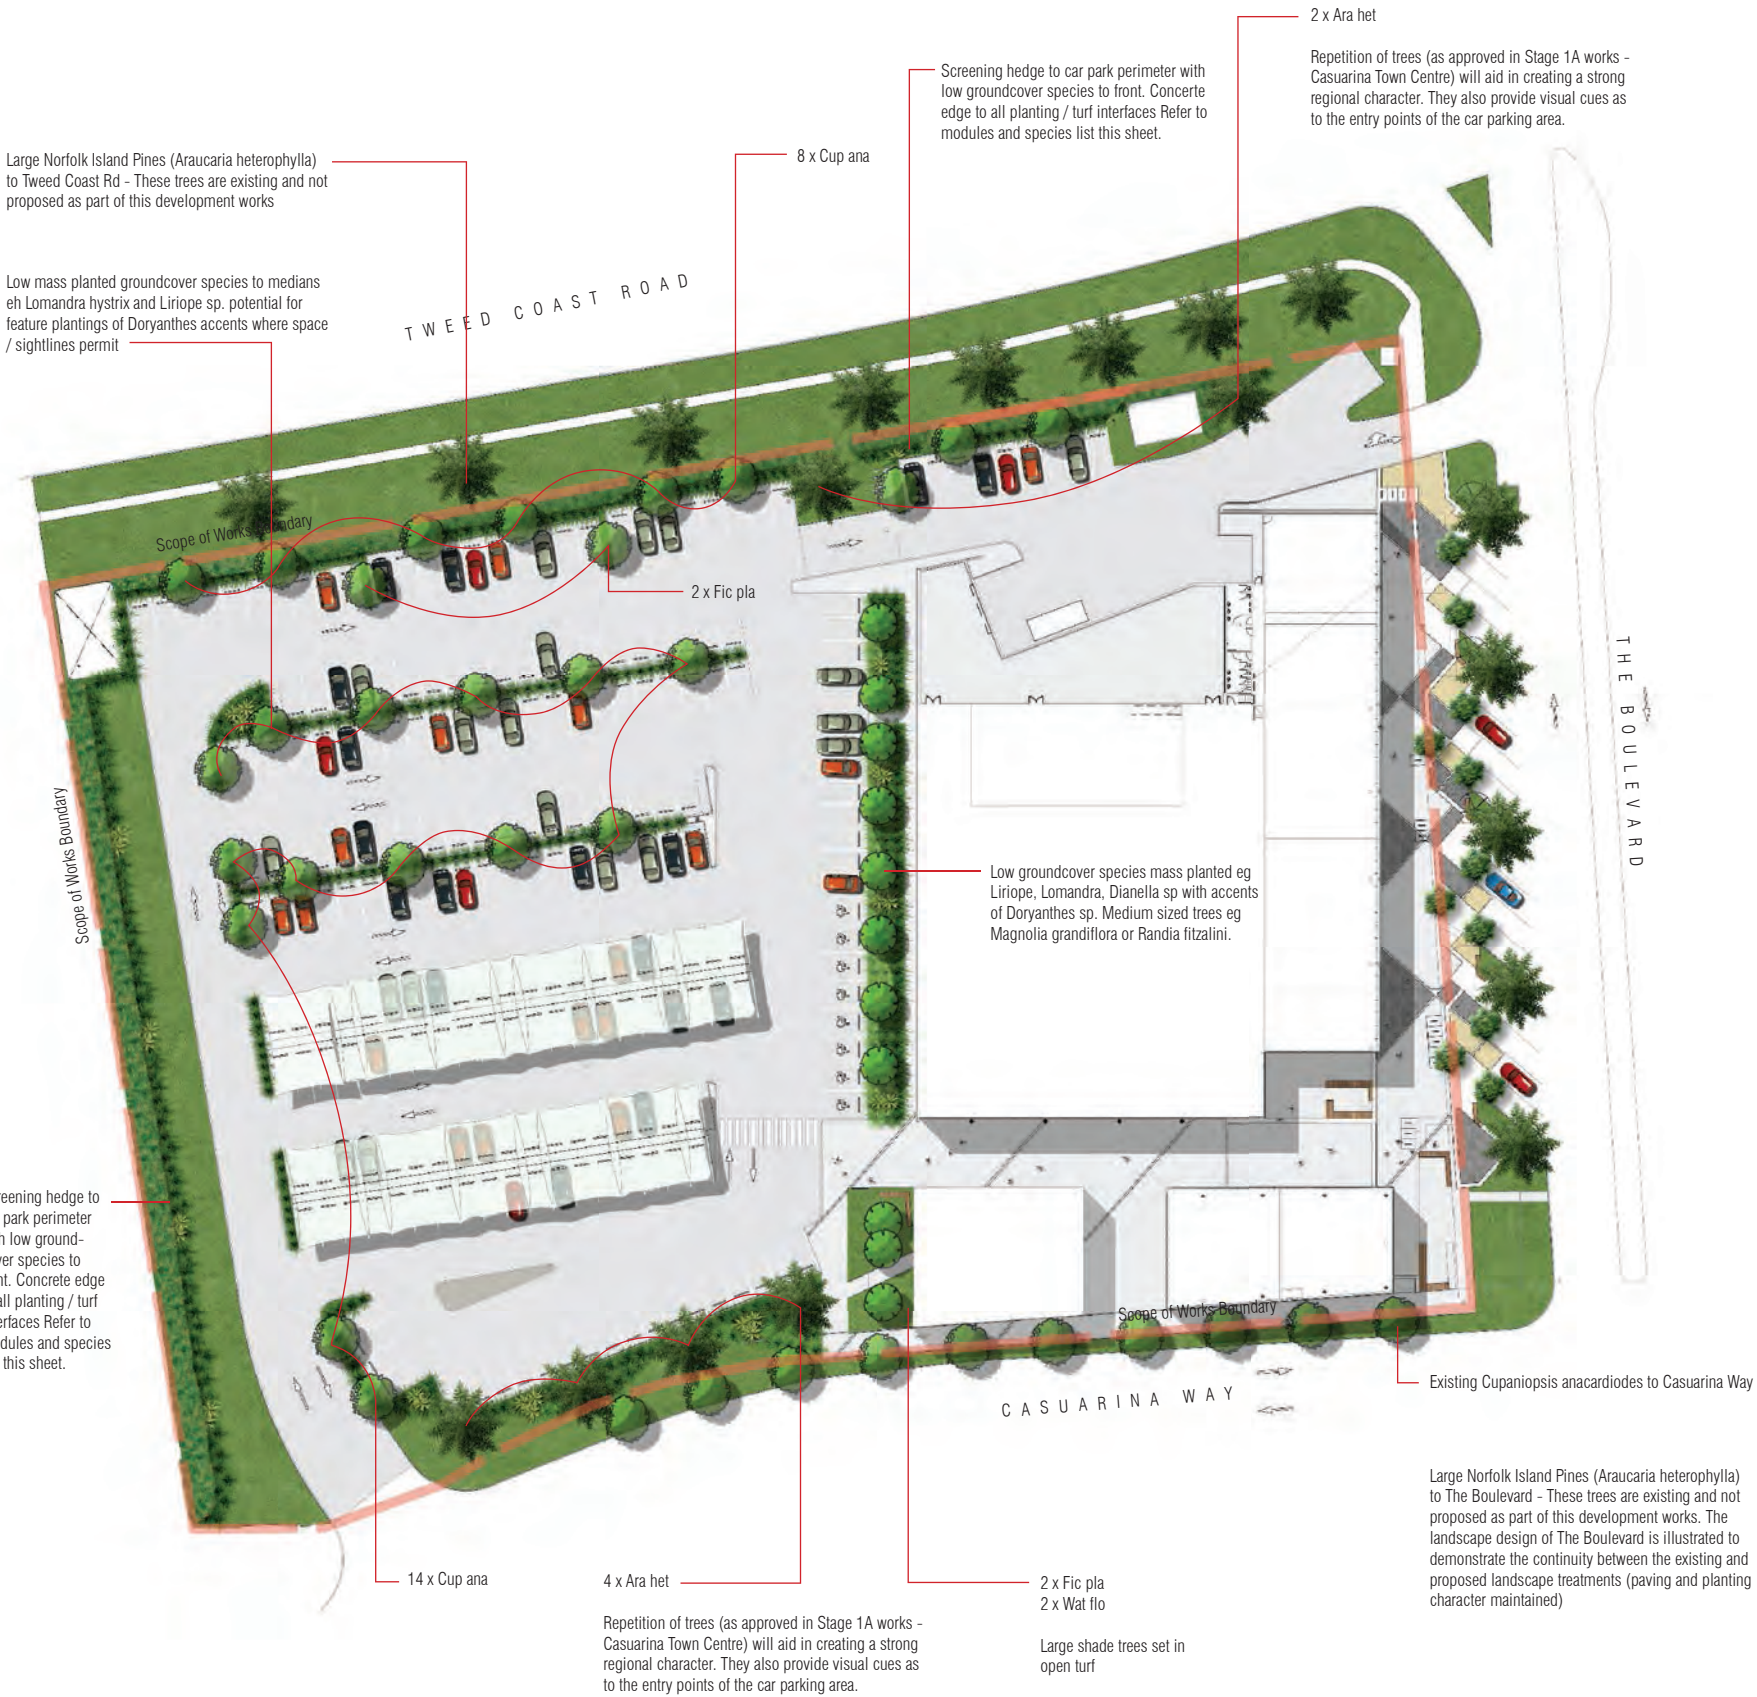 2 x Ara het
Repetition of trees (as approved in Stage 1A works -
Casuarina Town Centre) will aid in creating a strong
regional character. They also provide visual cues as
to the entry points of the car parking area.
Screening hedge to car park perimeter with
low groundcover species to front. Concerte
edge to all planting / turf interfaces Refer to
modules and species list this sheet.
8 x Cup ana
Large Norfolk Island Pines (Araucaria heterophylla)
to Tweed Coast Rd - These trees are existing and not
proposed as part of this development works
Low mass planted groundcover species to medians
eh Lomandra hystrix and Liriope sp. potential for
feature plantings of Doryanthes accents where space
/ sightlines permit
TWEED COAST ROAD
Scope of Works Boundary
2 x Fic pla
THE BOULEVARD
Scope of Works Boundary
Low groundcover species mass planted eg
Liriope, Lomandra, Dianella sp with accents
of Doryanthes sp. Medium sized trees eg
Magnolia grandiflora or Randia fitzalini.
reening hedge to
park perimeter
h low ground-
er species to
nt. Concrete edge
all planting / turf
erfaces Refer to
dules and species
this sheet.
Scope of Works Boundary
CASUARINA WAY
Existing Cupaniopsis anacardiodes to Casuarina Way
Large Norfolk Island Pines (Araucaria heterophylla)
to The Boulevard - These trees are existing and not
proposed as part of this development works. The
landscape design of The Boulevard is illustrated to
demonstrate the continuity between the existing and
proposed landscape treatments (paving and planting
character maintained)
14 x Cup ana
4 x Ara het
Repetition of trees (as approved in Stage 1A works -
Casuarina Town Centre) will aid in creating a strong
regional character. They also provide visual cues as
to the entry points of the car parking area.
2 x Fic pla
2 x Wat flo
Large shade trees set in
open turf